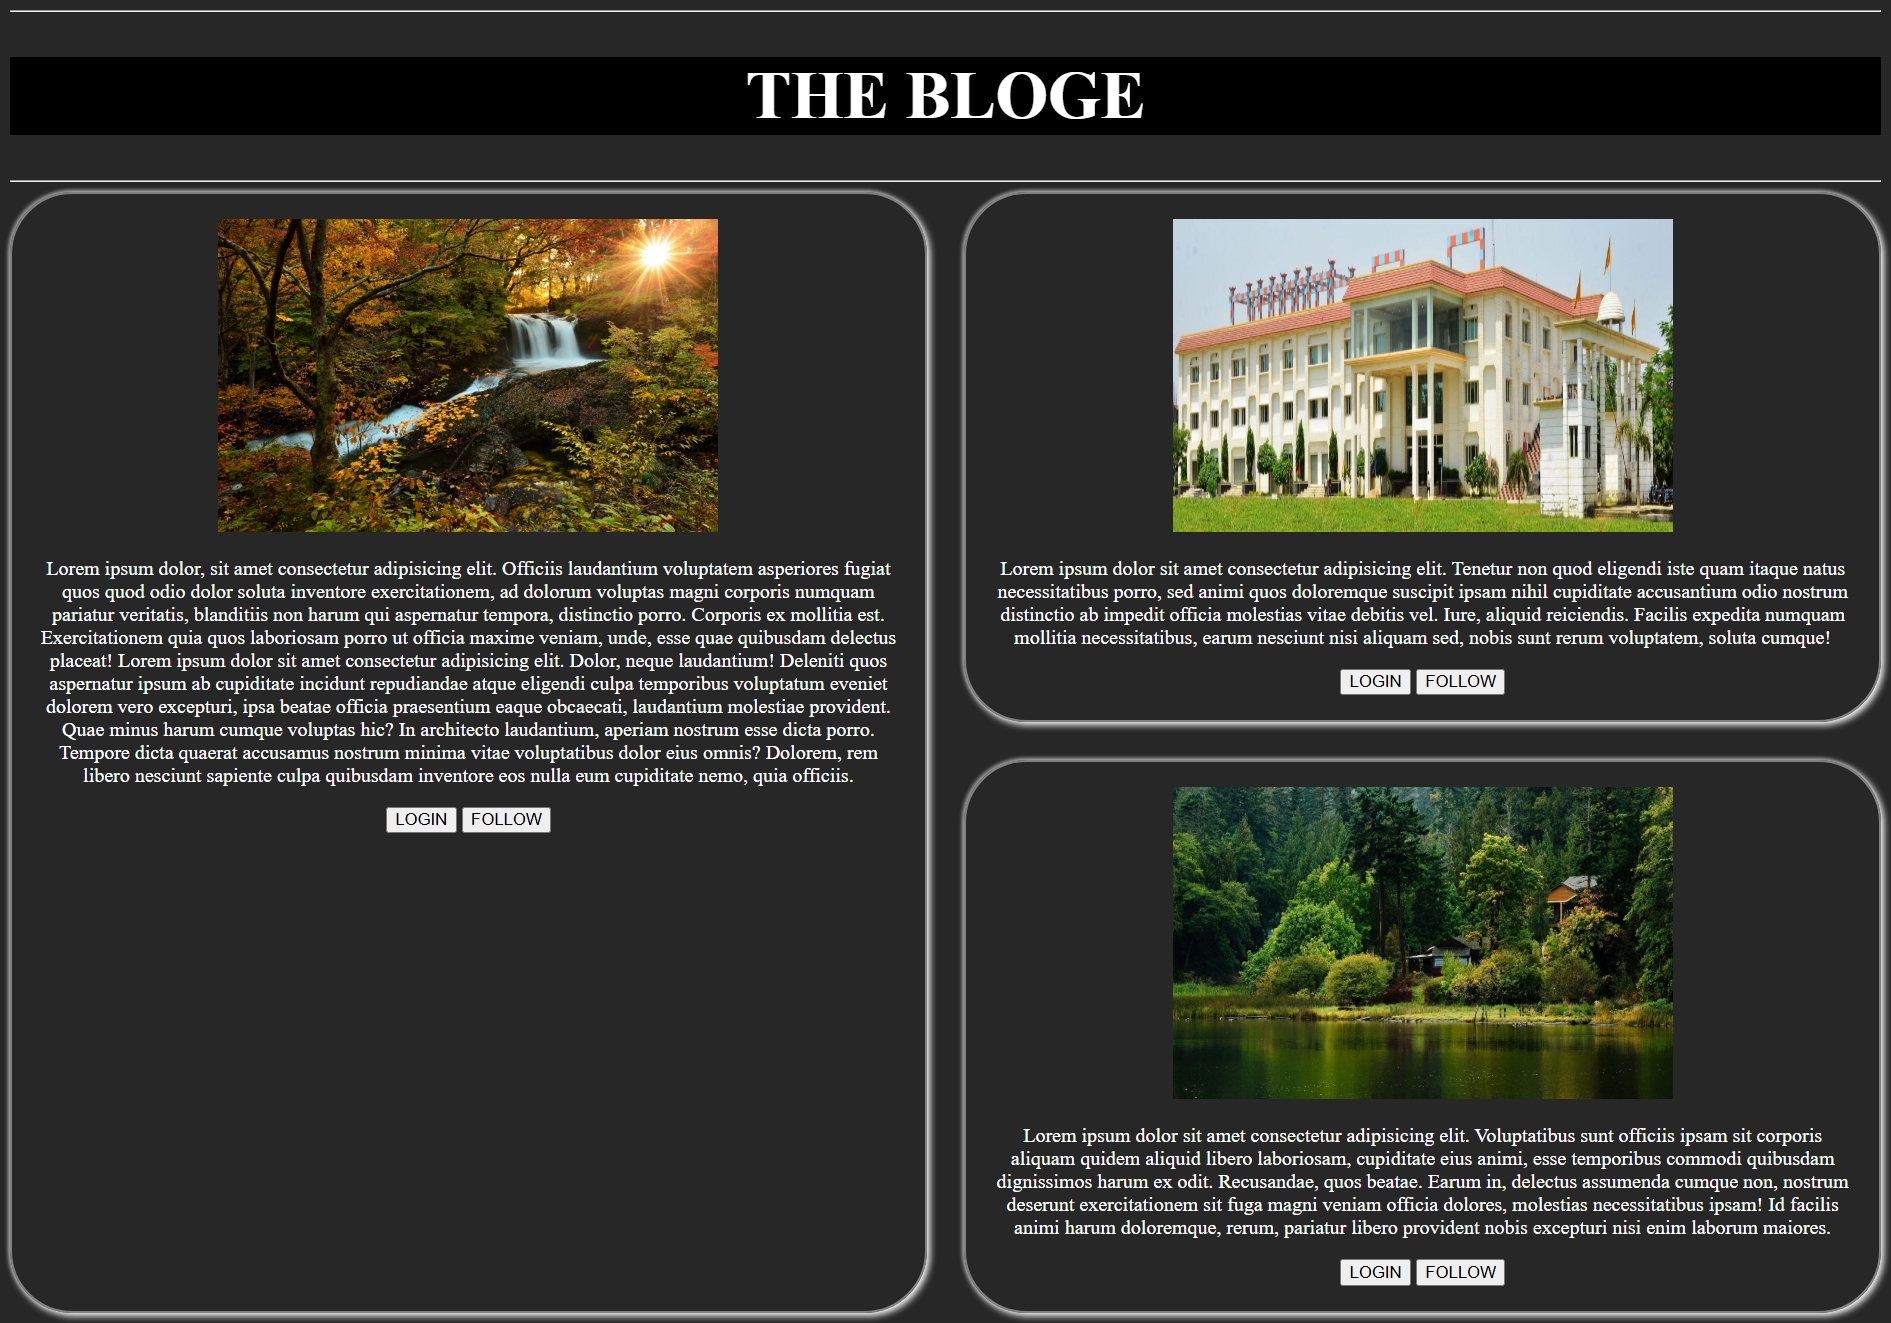 THE BLOGE
Lorem ipsum dolor, sit amet consectetur adipisicing elit. Officiis laudantium voluptatem asperiores fugiat
quos quod odio dolor soluta inventore exercitationem, ad dolorum voluptas magni corporis numquam
pariatur veritatis, blanditiis non harum qui aspernatur tempora, distinctio porro. Corporis ex mollitia est.
Exercitationem quia quos laboriosam porro ut officia maxime veniam, unde, esse quae quibusdam delectus
placeat! Lorem ipsum dolor sit amet consectetur adipisicing elit. Dolor, neque laudantium! Deleniti quos
aspernatur ipsum ab cupiditate incidunt repudiandae atque eligendi culpa temporibus voluptatum eveniet
dolorem vero excepturi, ipsa beatae officia praesentium eaque obcaecati, laudantium molestiae provident.
Quae minus harum cumque voluptas hic? In architecto laudantium, aperiam nostrum esse dicta porro.
Tempore dicta quaerat accusamus nostrum minima vitae voluptatibus dolor eius omnis? Dolorem, rem
libero nesciunt sapiente culpa quibusdam inventore eos nulla eum cupiditate nemo, quia officiis.
LOGIN FOLLOW
Lorem ipsum dolor sit amet consectetur adipisicing elit. Tenetur non quod eligendi iste quam itaque natus
necessitatibus porro, sed animi quos doloremque suscipit ipsam nihil cupiditate accusantium odio nostrum
distinctio ab impedit officia molestias vitae debitis vel. Iure, aliquid reiciendis. Facilis expedita numquam
mollitia necessitatibus, earum nesciunt nisi aliquam sed, nobis sunt rerum voluptatem, soluta cumque!
LOGIN FOLLOW
Lorem ipsum dolor sit amet consectetur adipisicing elit. Voluptatibus sunt officiis ipsam sit corporis
aliquam quidem aliquid libero laboriosam, cupiditate eius animi, esse temporibus commodi quibusdam
dignissimos harum ex odit. Recusandae, quos beatae. Earum in, delectus assumenda cumque non, nostrum
deserunt exercitationem sit fuga magni veniam officia dolores, molestias necessitatibus ipsam! Id facilis
animi harum doloremque, rerum, pariatur libero provident nobis excepturi nisi enim laborum maiores.
LOGIN FOLLOW